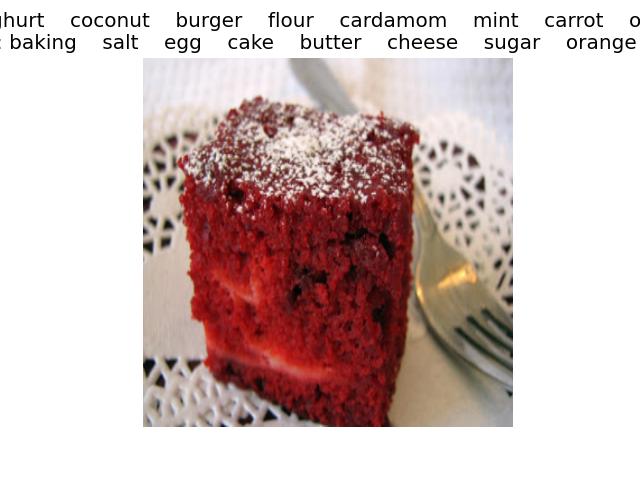 coconut burger flour cardamom mint carrot
baking salt egg cake butter cheese sugar orange